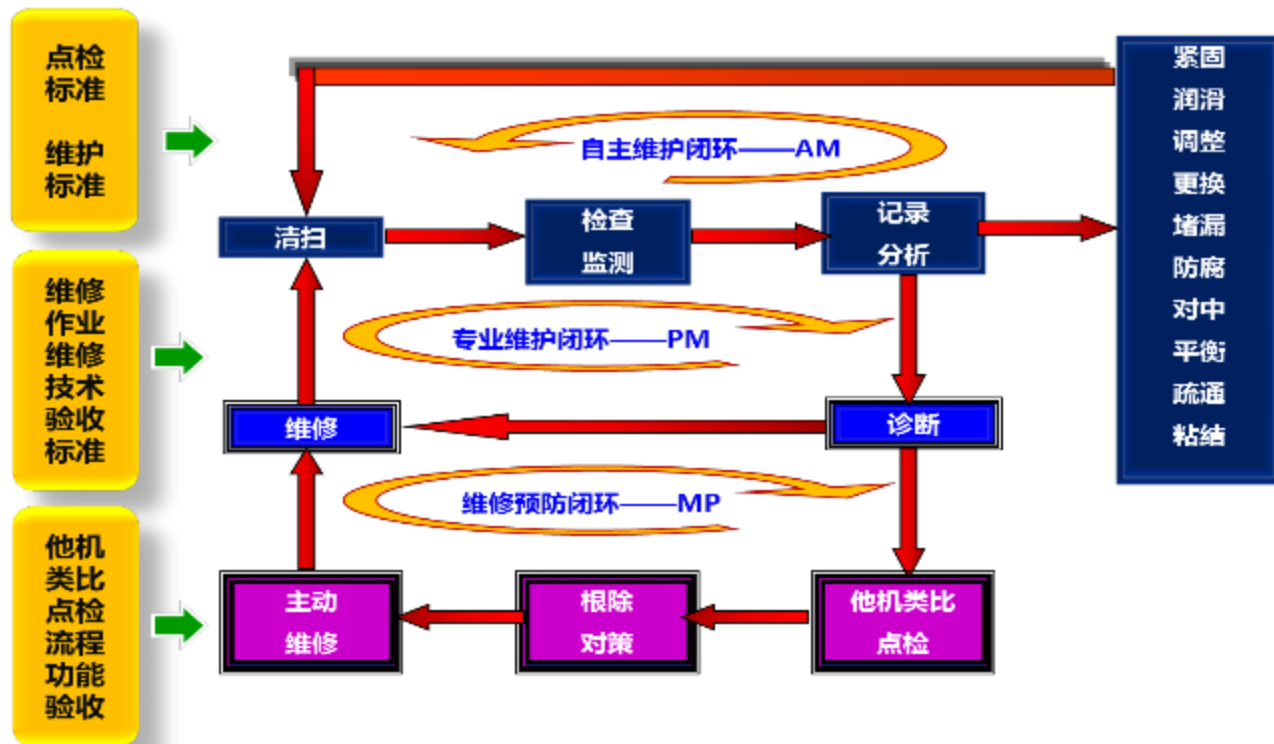 点检
标准
维护
标准
维修
作业
维修
技术
验收
标准
他机
类比
点检
流程
功能
验收
自主维护闭环——AM
清扫
检查
监测
记录
分析
紧固
润滑
调整
更换
堵漏
防腐
对中
平衡
疏通
粘结
专业维护闭环——PM
维修
诊断
维修预防闭环——MP
主动
维修
根除
对策
他机类比
点检